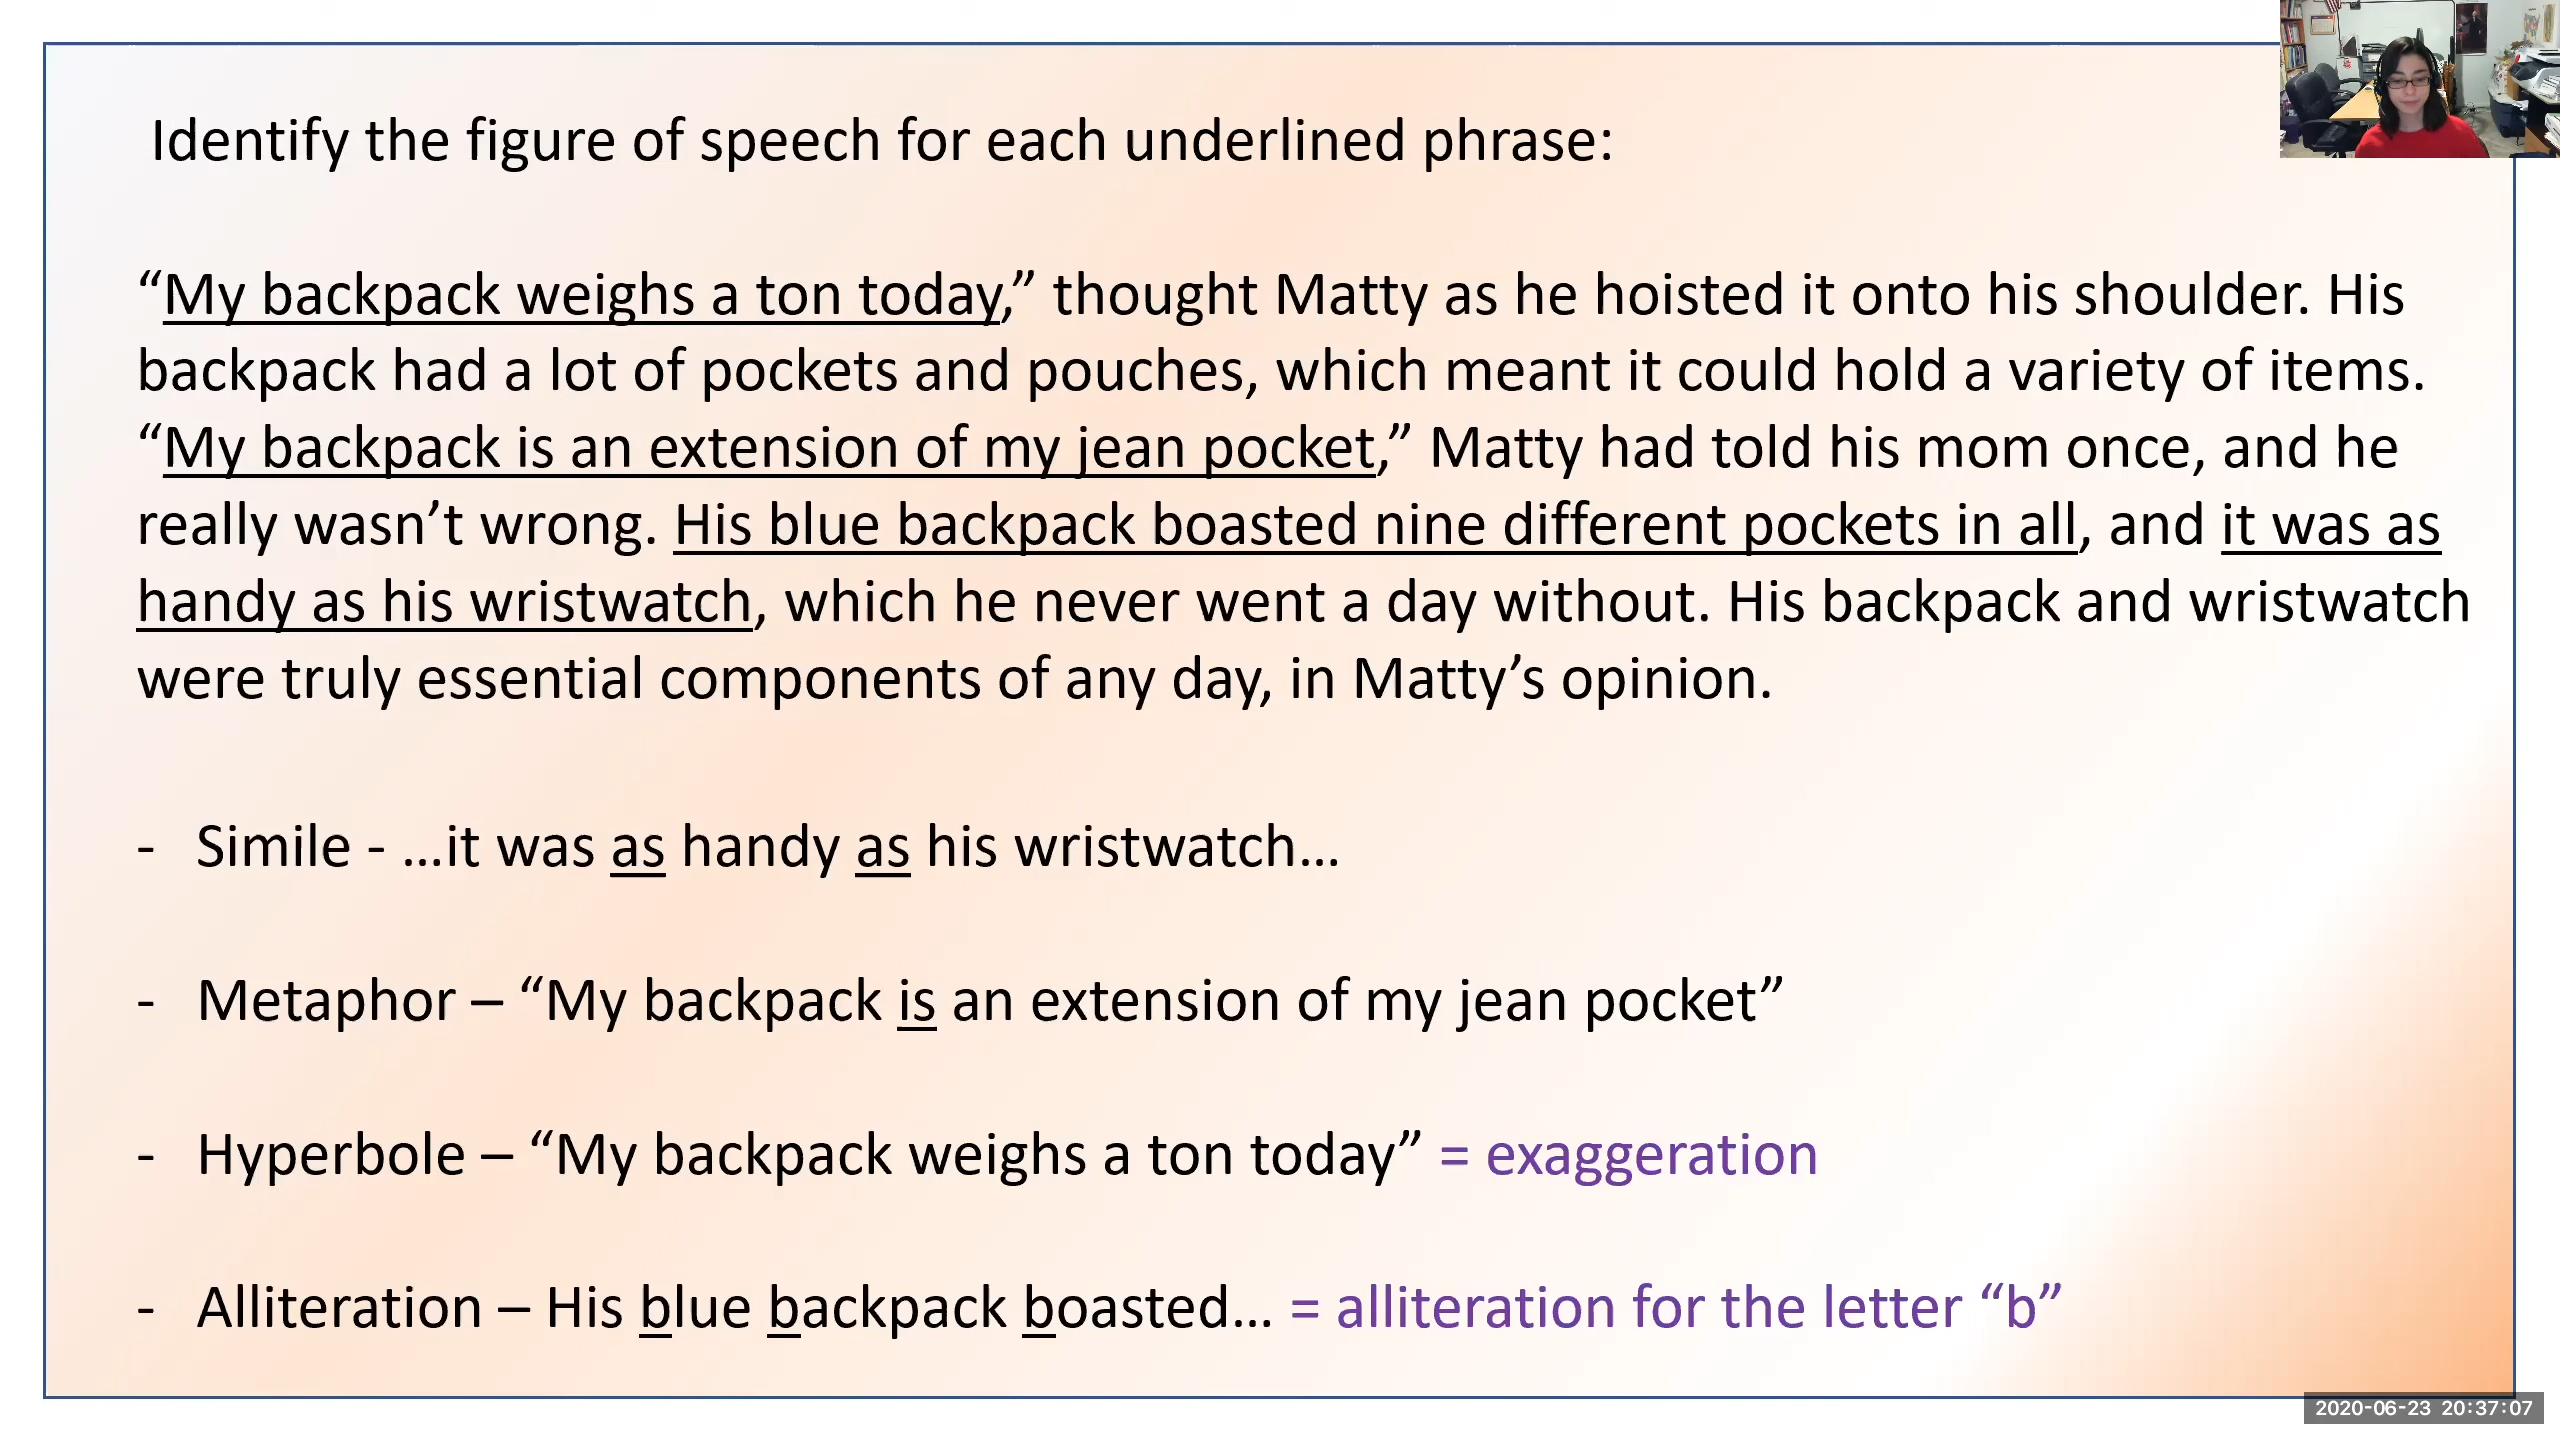 Identify the figure of speech for each underlined phrase:
“My backpack weighs a ton today,” thought Matty as he hoisted it onto his shoulder. His
backpack had a lot of pockets and pouches, which meant it could hold a variety of items.
“My backpack is an extension of my jean pocket,” Matty had told his mom once, and he
really wasn’t wrong. His blue backpack boasted nine different pockets in all, and it was as
handy as his wristwatch, which he never went a day without. His backpack and wristwatch
were truly essential components of any day, in Matty’s opinion.
- Simile - …it was as handy as his wristwatch…
- Metaphor – “My backpack is an extension of my jean pocket”
- Hyperbole – “My backpack weighs a ton today” = exaggeration
- Alliteration – His blue backpack boasted… = alliteration for the letter “b”
2020-06-23 20:37:07